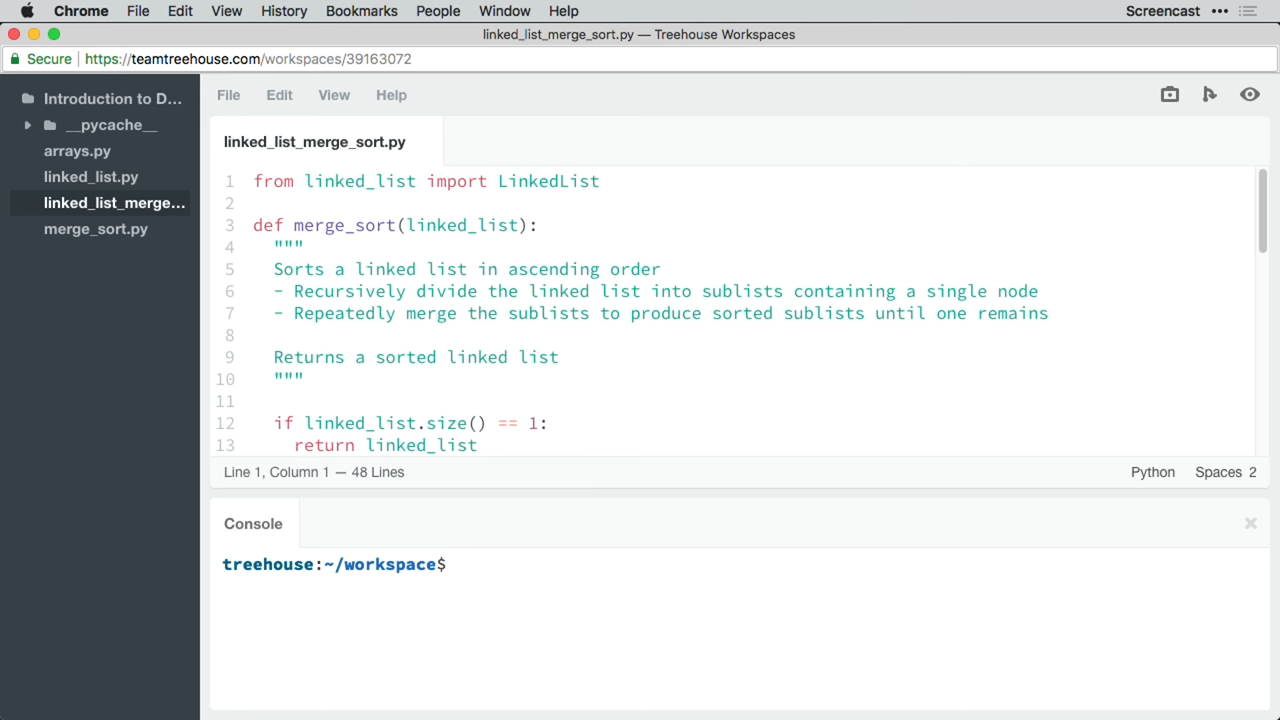 Chrome File Edit View History Bookmarks People Window Help Screencast •••
linked_list_merge_sort.py — Treehouse Workspaces
Secure | https://teamtreehouse.com/workspaces/39163072
Introduction to D...
__pycache__
arrays.py
linked_list.py
linked_list_merge...
merge_sort.py
File Edit View Help
linked_list_merge_sort.py
1 from linked_list import LinkedList
2
3 def merge_sort(linked_list):
4 """
5 Sorts a linked list in ascending order
6 - Recursively divide the linked list into sublists containing a single node
7 - Repeatedly merge the sublists to produce sorted sublists until one remains
8
9 Returns a sorted linked list
10 """
11
12 if linked_list.size() == 1:
13 return linked_list
Line 1, Column 1 — 48 Lines Python Spaces 2
Console
treehouse:~/workspace$